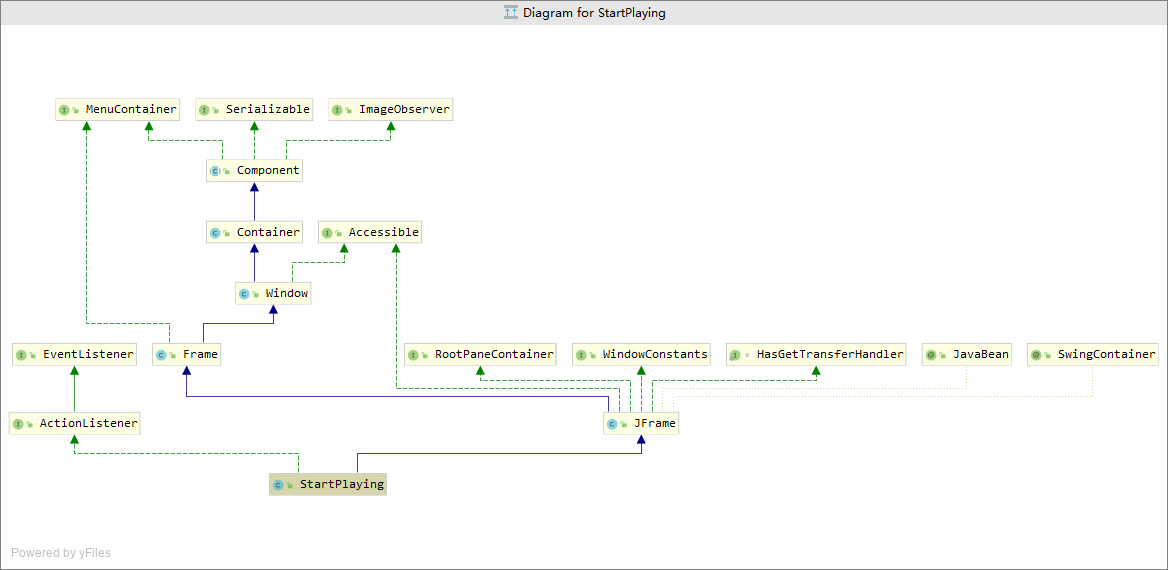 Diagram for StartPlaying
MenuContainer
Serializable
ImageObserver
Component
Container
Accessible
Window
EventListener
Frame
RootPaneContainer
WindowConstants
HasGetTransferHandler
JavaBean
SwingContainer
ActionListener
JFrame
StartPlaying
Powered by yFiles